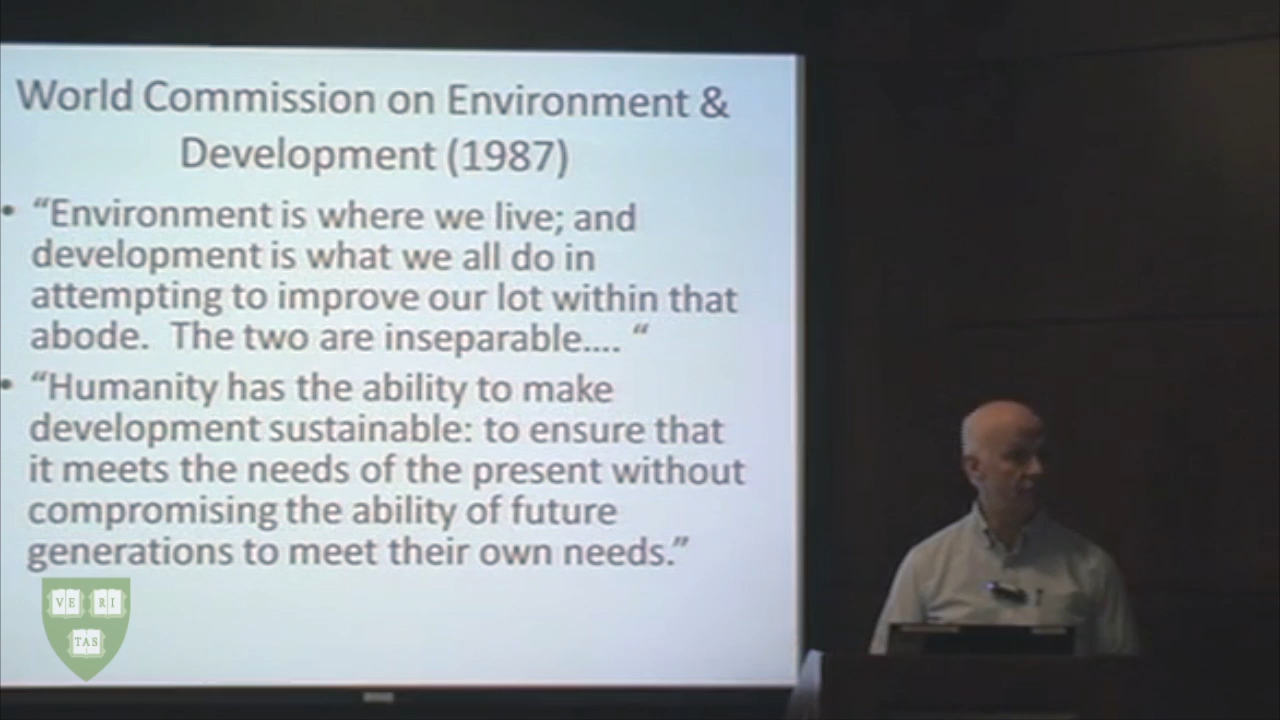 World Commission on Environment &
Development (1987)
• “Environment is where we live; and
development is what we all do in
attempting to improve our lot within that
abode.  The two are inseparable.... “
• “Humanity has the ability to make
development sustainable: to ensure that
it meets the needs of the present without
compromising the ability of future
generations to meet their own needs.”
VE RI
TAS